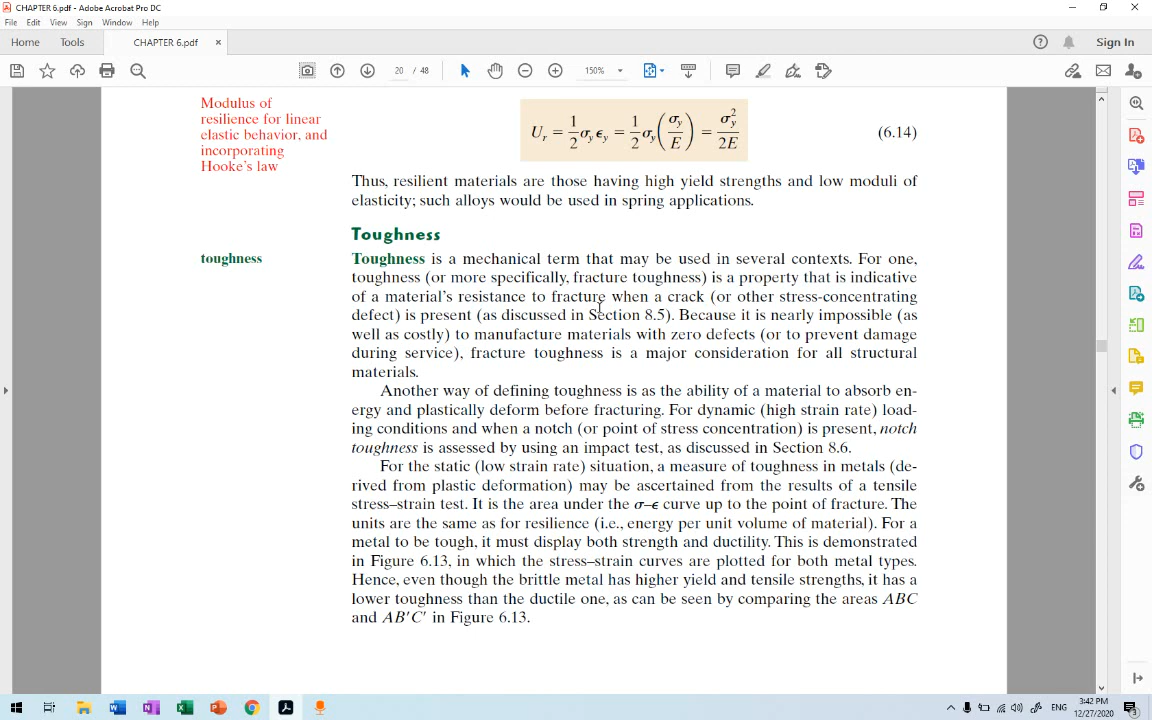 CHAPTER 6.pdf - Adobe Acrobat Pro DC
File Edit View Sign Window Help
Home Tools CHAPTER 6.pdf × Sign In
20 / 48 150%
Modulus of
resilience for linear
elastic behavior, and
incorporating
Hooke's law
U_r = 1/2 σ_y ϵ_y = 1/2 σ_y (σ_y/E) = σ_y²/2E (6.14)
Thus, resilient materials are those having high yield strengths and low moduli of
elasticity; such alloys would be used in spring applications.
Toughness
toughness
Toughness is a mechanical term that may be used in several contexts. For one,
toughness (or more specifically, fracture toughness) is a property that is indicative
of a material's resistance to fracture when a crack (or other stress-concentrating
defect) is present (as discussed in Section 8.5). Because it is nearly impossible (as
well as costly) to manufacture materials with zero defects (or to prevent damage
during service), fracture toughness is a major consideration for all structural
materials.
Another way of defining toughness is as the ability of a material to absorb en-
ergy and plastically deform before fracturing. For dynamic (high strain rate) load-
ing conditions and when a notch (or point of stress concentration) is present, notch
toughness is assessed by using an impact test, as discussed in Section 8.6.
For the static (low strain rate) situation, a measure of toughness in metals (de-
rived from plastic deformation) may be ascertained from the results of a tensile
stress–strain test. It is the area under the σ–ϵ curve up to the point of fracture. The
units are the same as for resilience (i.e., energy per unit volume of material). For a
metal to be tough, it must display both strength and ductility. This is demonstrated
in Figure 6.13, in which the stress–strain curves are plotted for both metal types.
Hence, even though the brittle metal has higher yield and tensile strengths, it has a
lower toughness than the ductile one, as can be seen by comparing the areas ABC
and AB′C′ in Figure 6.13.
ENG
3:42 PM
12/27/2020